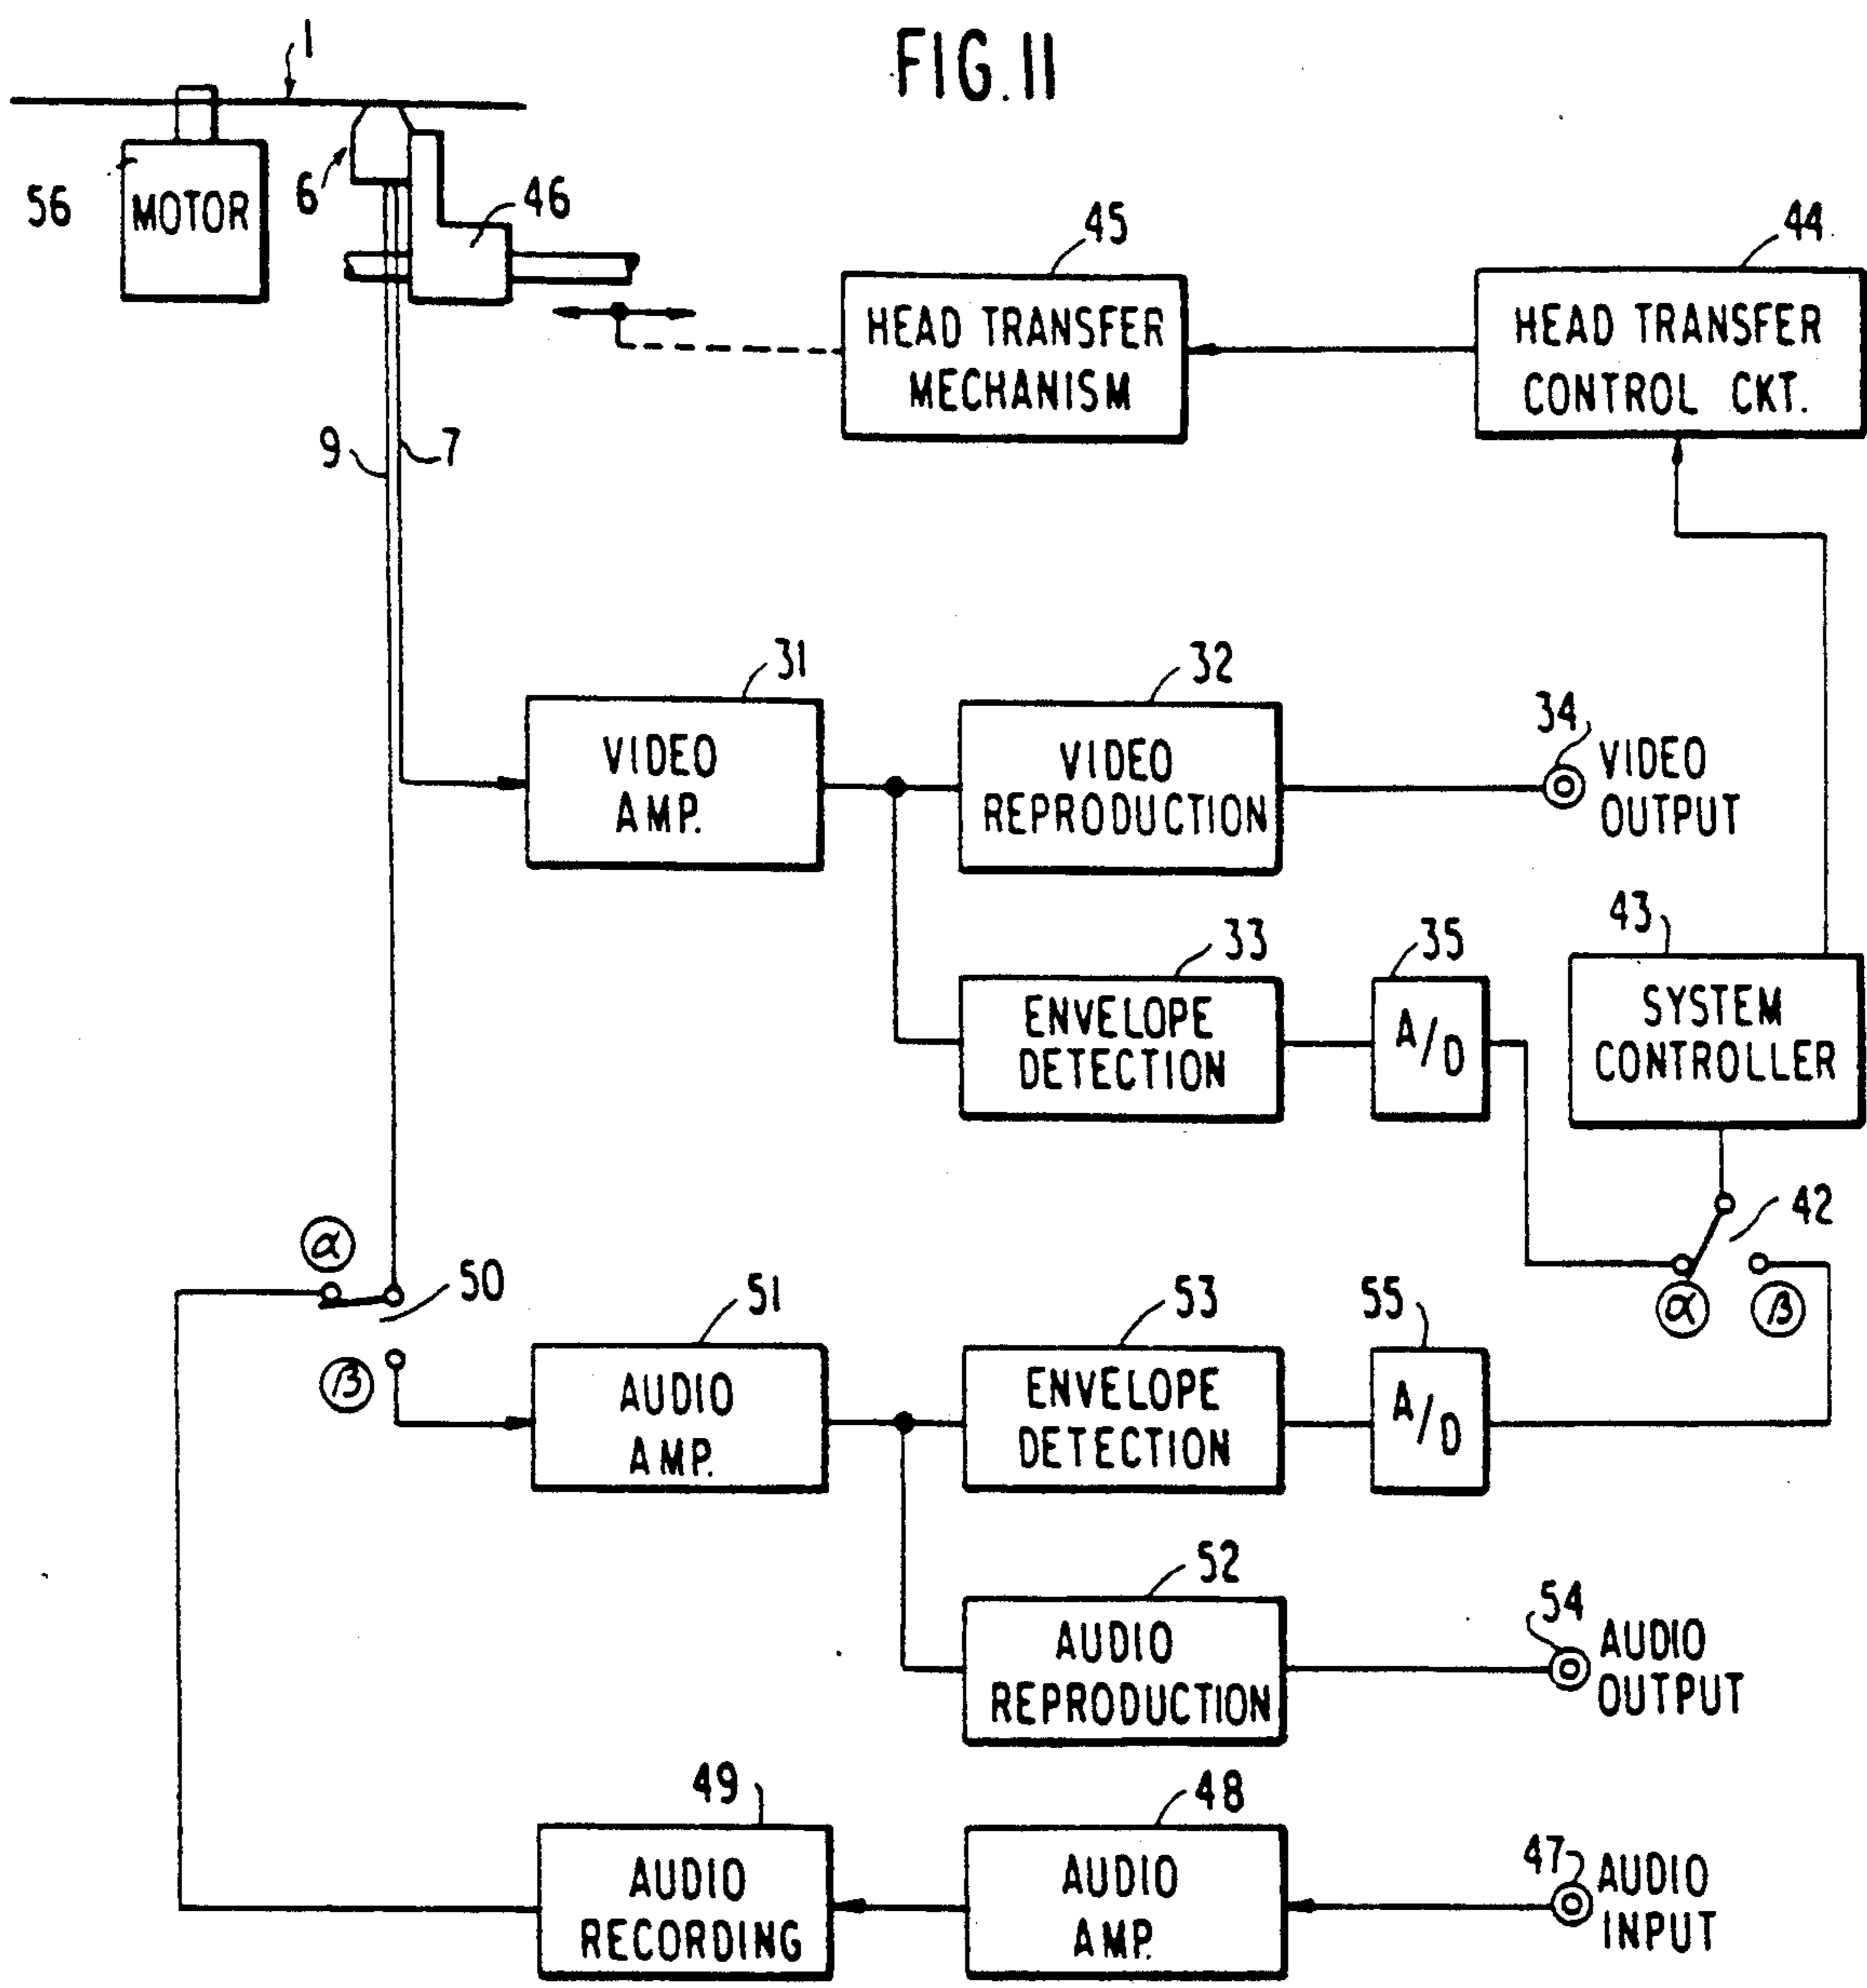 FIG. 11
1
56
MOTOR
6
46
45
HEAD TRANSFER
MECHANISM
44
HEAD TRANSFER
CONTROL CKT.
9
7
31
VIDEO
AMP.
32
VIDEO
REPRODUCTION
34
VIDEO
OUTPUT
33
ENVELOPE
DETECTION
35
A/D
43
SYSTEM
CONTROLLER
42
α
β
α
50
β
51
AUDIO
AMP.
53
ENVELOPE
DETECTION
55
A/D
52
AUDIO
REPRODUCTION
54
AUDIO
OUTPUT
49
AUDIO
RECORDING
48
AUDIO
AMP.
47
AUDIO
INPUT